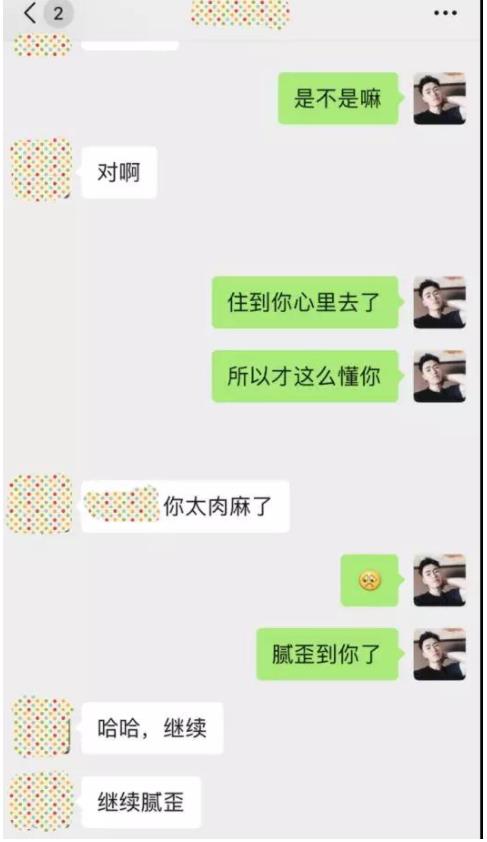 2
是不是嘛
对啊
住到你心里去了
所以才这么懂你
你太肉麻了
🥺
腻歪到你了
哈哈，继续
继续腻歪